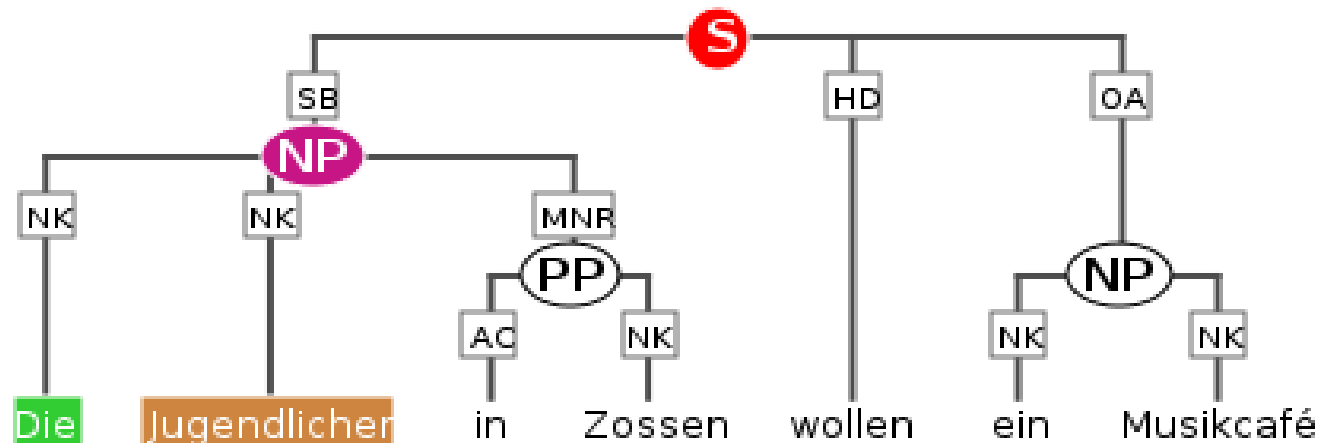 S
SB HD OA
NP
NK NK MNR
PP NP
AC NK NK NK
Die Jugendlicher in Zossen wollen ein Musikcafé